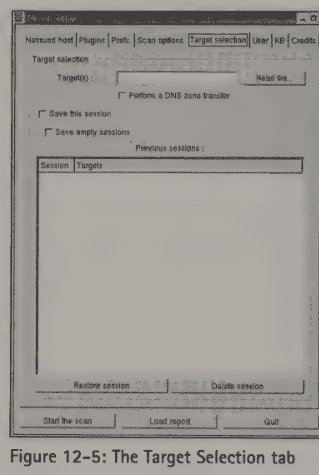 Nessus Setup
Nessusd host Plugins Prefs. Scan options Target selection User KB Credits
Target selection
Target(s) : Read file...
Perform a DNS zone transfer
Save this session
Save empty sessions
Previous sessions :
Session Targets
Restore session Delete session
Start the scan Load report Quit
Figure 12-5: The Target Selection tab